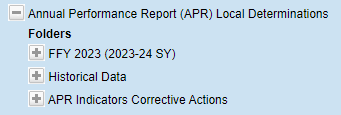 Annual Performance Report (APR) Local Determinations
Folders
FFY 2023 (2023-24 SY)
Historical Data
APR Indicators Corrective Actions